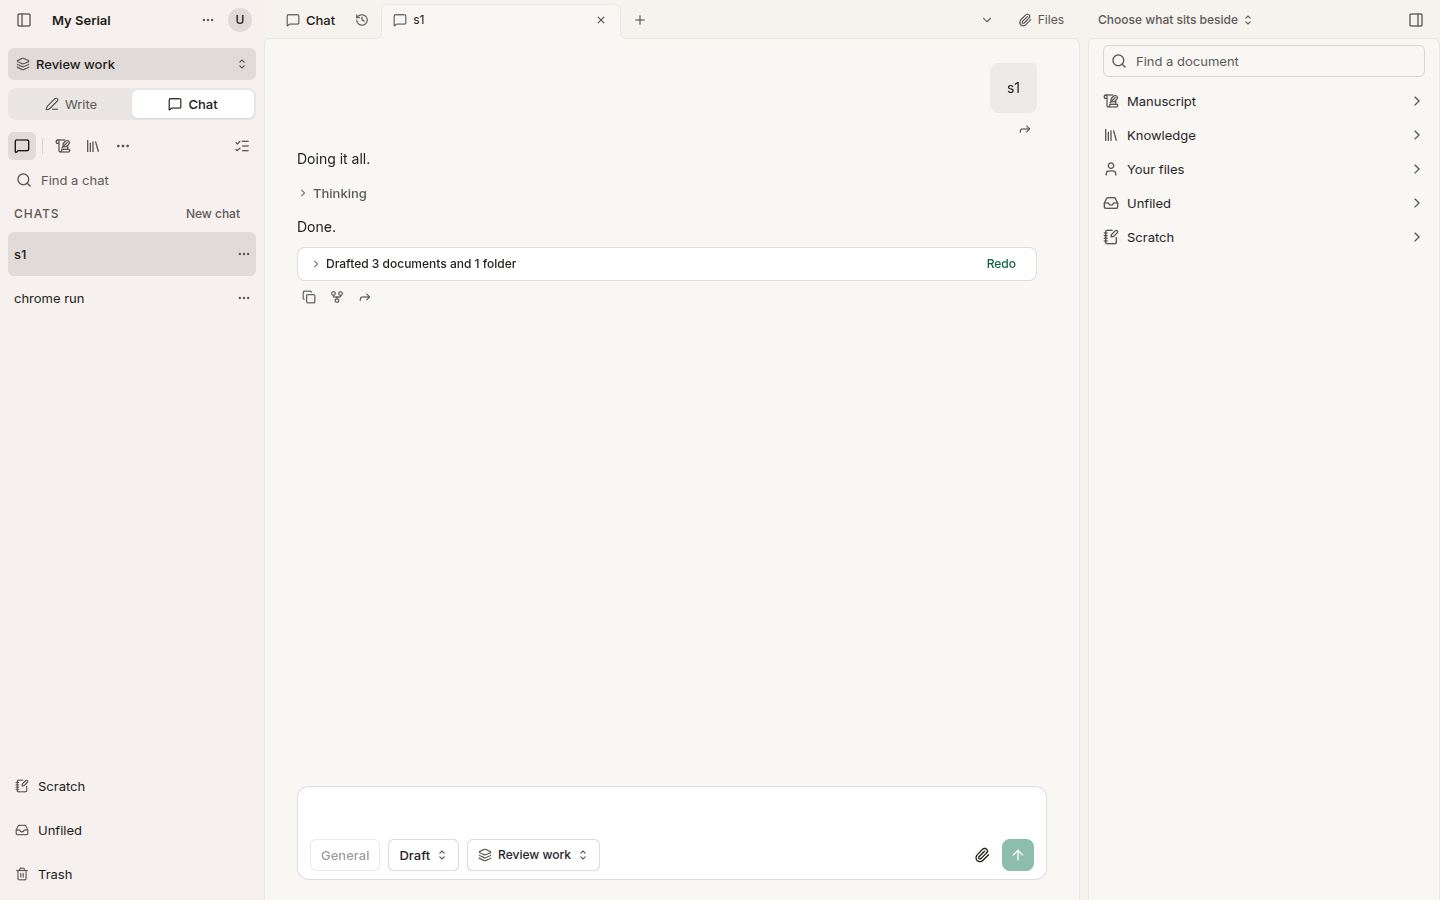 My Serial
U
Review work
Write
Chat
Find a chat
CHATS
New chat
s1
chrome run
Scratch
Unfiled
Trash
Chat
s1
Files
s1
Doing it all.
Thinking
Done.
Drafted 3 documents and 1 folder
Redo
General
Draft
Review work
Choose what sits beside
Find a document
Manuscript
Knowledge
Your files
Unfiled
Scratch